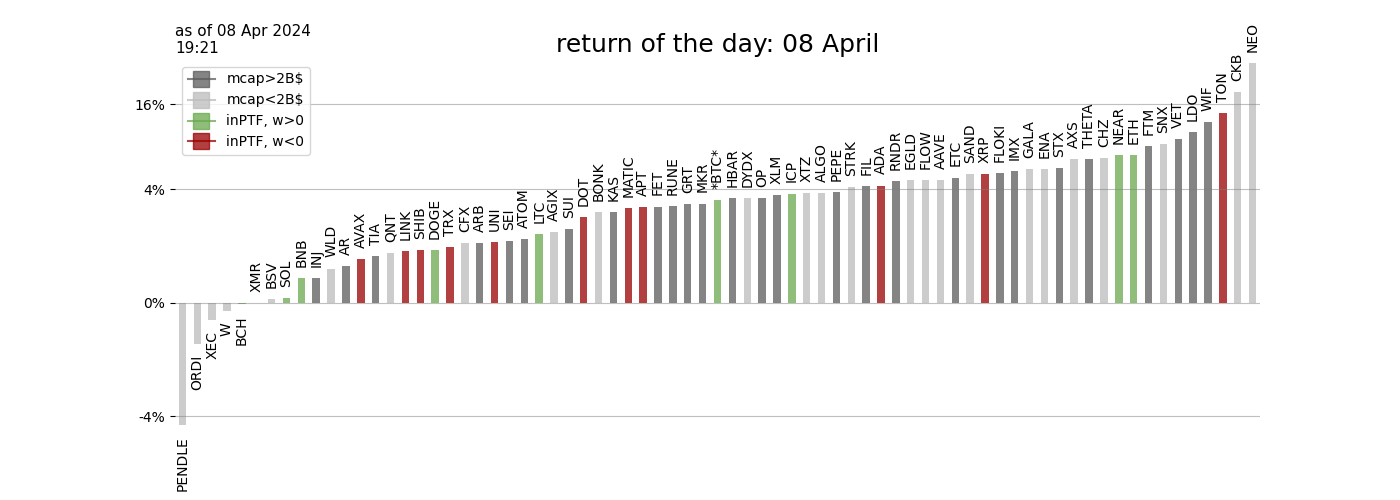 as of 08 Apr 2024
19:21
return of the day: 08 April
mcap>2B$
mcap<2B$
inPTF, w>0
inPTF, w<0
16%
4%
0%
-4%
PENDLE
ORDI
XEC
W
BCH
XMR
BSV
SOL
BNB
INJ
WLD
AR
AVAX
TIA
QNT
LINK
SHIB
DOGE
TRX
CFX
ARB
UNI
SEI
ATOM
LTC
AGIX
SUI
DOT
BONK
KAS
MATIC
APT
FET
RUNE
GRT
MKR
*BTC*
HBAR
DYDX
OP
XLM
ICP
XTZ
ALGO
PEPE
STRK
FIL
ADA
RNDR
EGLD
FLOW
AAVE
ETC
SAND
XRP
FLOKI
IMX
GALA
ENA
STX
AXS
THETA
CHZ
NEAR
ETH
FTM
SNX
VET
LDO
WIF
TON
CKB
NEO